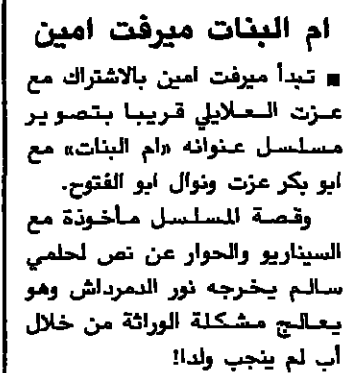 ام البنات ميرفت امين
■ تبدأ ميرفت امين بالاشتراك مع
عزت العلايلي قريبا بتصوير
مسلسل عنوانه «ام البنات» مع
ابو بكر عزت ونوال ابو الفتوح.
وقصة المسلسل مأخوذة مع
السيناريو والحوار عن نص لحلمي
سالم يخرجه نور الدمرداش وهو
يعالج مشكلة الوراثة من خلال
أب لم ينجب ولدا!